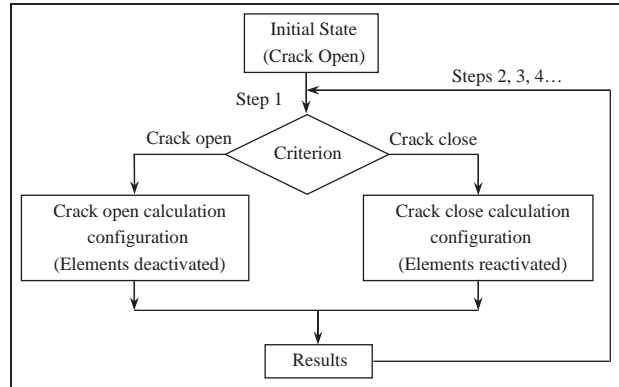 Initial State
(Crack Open)
Steps 2, 3, 4…
Step 1
Crack open
Criterion
Crack close
Crack open calculation
configuration
(Elements deactivated)
Crack close calculation
configuration
(Elements reactivated)
Results